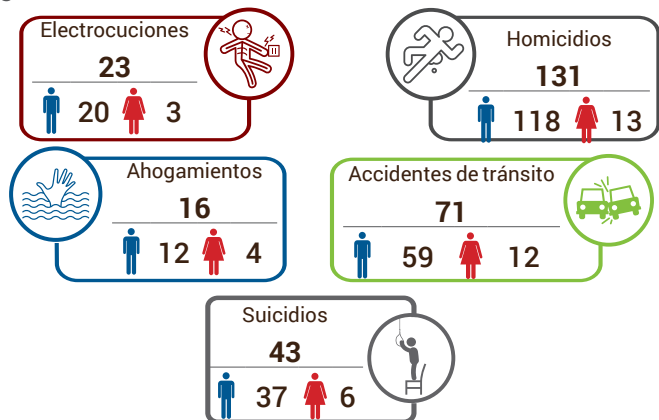 Electrocuciones
23
20 3
Homicidios
131
118 13
Ahogamientos
16
12 4
Accidentes de tránsito
71
59 12
Suicidios
43
37 6